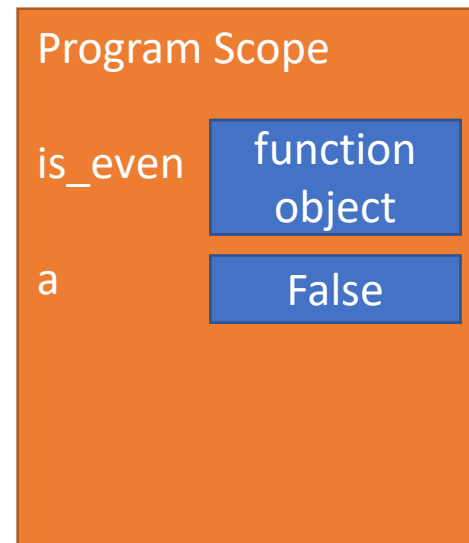 Program Scope
is_even
function
object
a
False